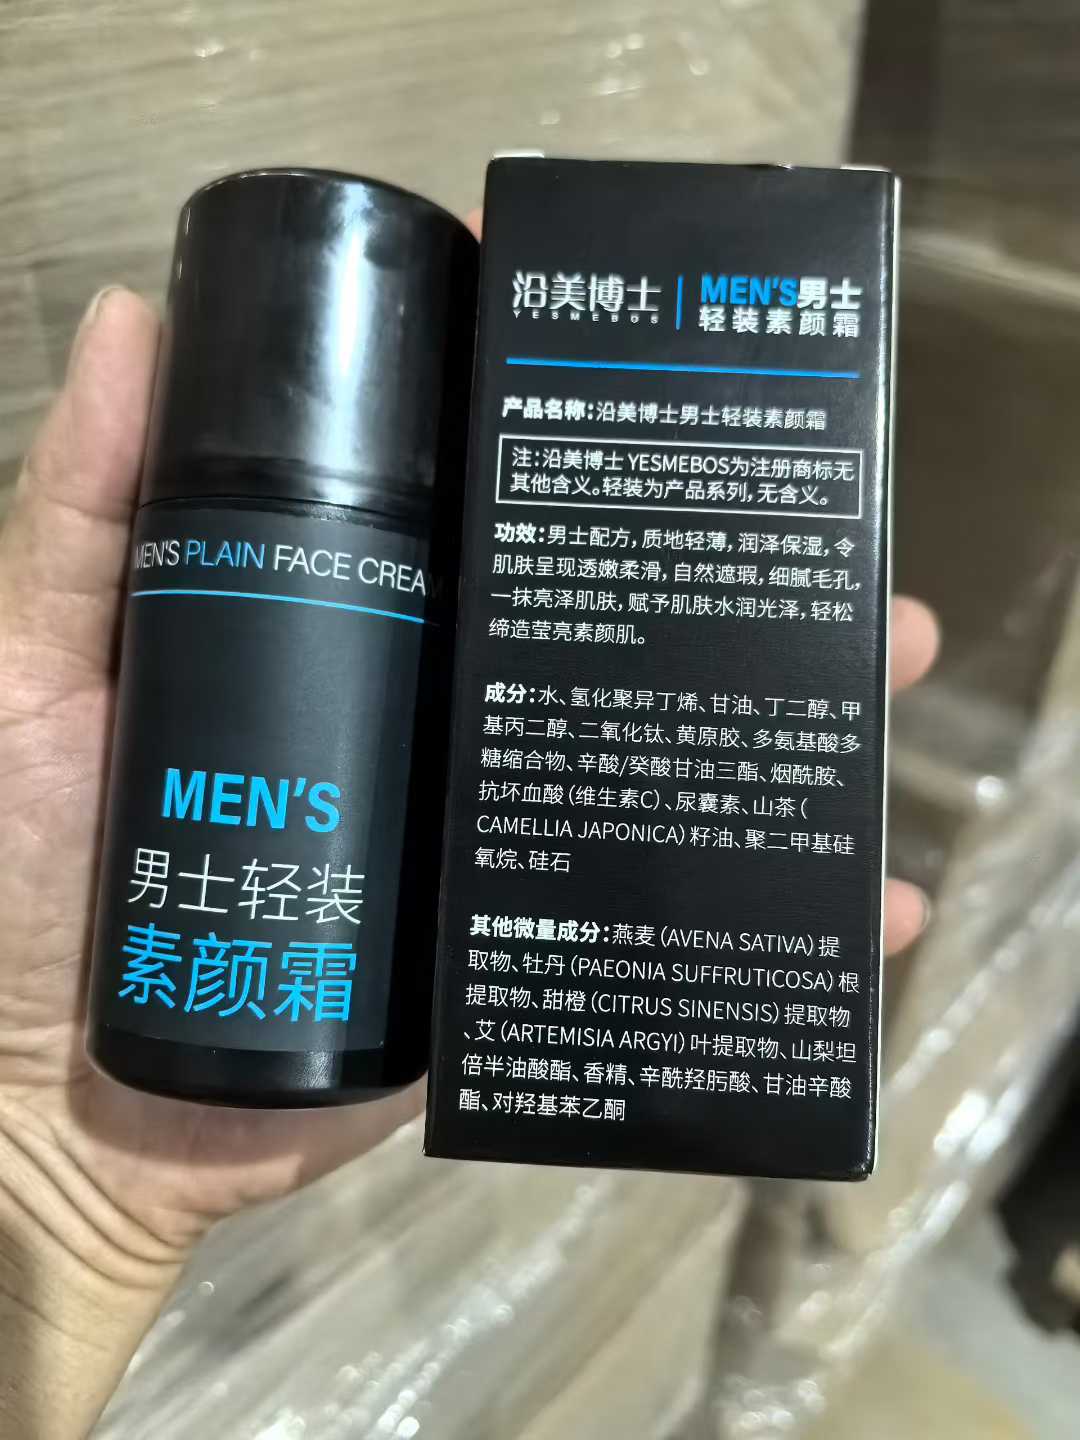 MEN'S PLAIN FACE CREAM
MEN'S
男士轻装
素颜霜
沿美博士
YESMEBOS
MEN'S男士
轻装素颜霜
产品名称：沿美博士男士轻装素颜霜
注：沿美博士 YESMEBOS为注册商标无
其他含义。轻装为产品系列，无含义。
功效：男士配方，质地轻薄，润泽保湿，令
肌肤呈现透嫩柔滑，自然遮瑕，细腻毛孔，
一抹亮泽肌肤，赋予肌肤水润光泽，轻松
缔造莹亮素颜肌。
成分：水、氢化聚异丁烯、甘油、丁二醇、甲
基丙二醇、二氧化钛、黄原胶、多氨基酸多
糖缩合物、辛酸/癸酸甘油三酯、烟酰胺、
抗坏血酸（维生素C）、尿囊素、山茶（
CAMELLIA JAPONICA）籽油、聚二甲基硅
氧烷、硅石
其他微量成分：燕麦（AVENA SATIVA）提
取物、牡丹（PAEONIA SUFFRUTICOSA）根
提取物、甜橙（CITRUS SINENSIS）提取物
、艾（ARTEMISIA ARGYI）叶提取物、山梨坦
倍半油酸酯、香精、辛酰羟肟酸、甘油辛酸
酯、对羟基苯乙酮